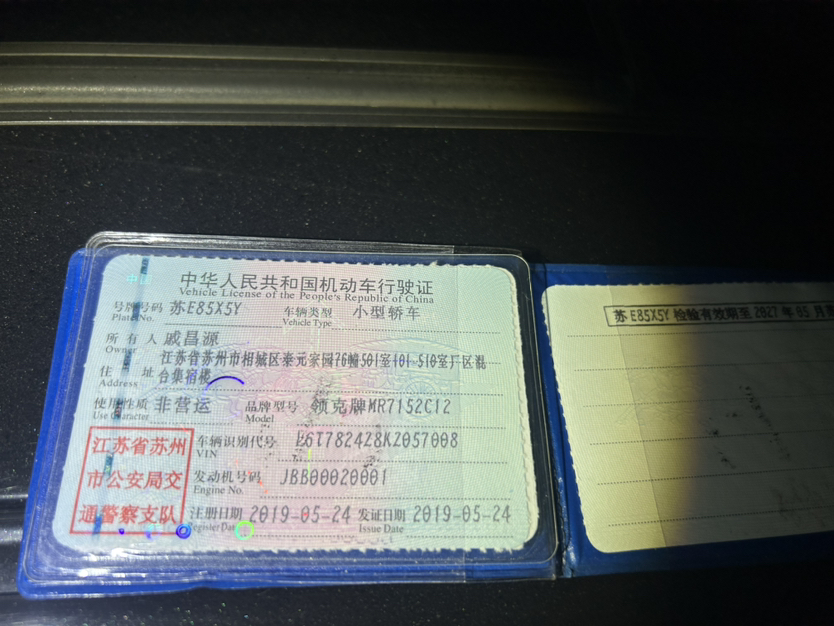 中国
中华人民共和国机动车行驶证
Vehicle License of the People's Republic of China
号牌号码 苏E85X5Y 车辆类型 小型轿车
Plate No. Vehicle Type
所有人 戚昌源
Owner
江苏省苏州市相城区泰元家园76幢501室101-510室厂区混
住址 合集宿楼
Address
使用性质 非营运 品牌型号 领克牌MR7152C12
Use Character Model
江苏省苏州
市公安局交
通警察支队
车辆识别代号 L6T7824Z8KZ057008
VIN
发动机号码 JBB00020001
Engine No.
注册日期 2019-05-24 发证日期 2019-05-24
Register Date Issue Date
苏E85X5Y 检验有效期至2027年05月